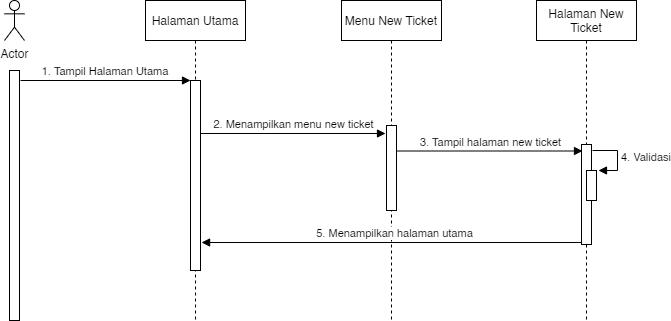 Halaman Utama
Menu New Ticket
Halaman New
Ticket
Actor
1. Tampil Halaman Utama
2. Menampilkan menu new ticket
3. Tampil halaman new ticket
4. Validasi
5. Menampilkan halaman utama